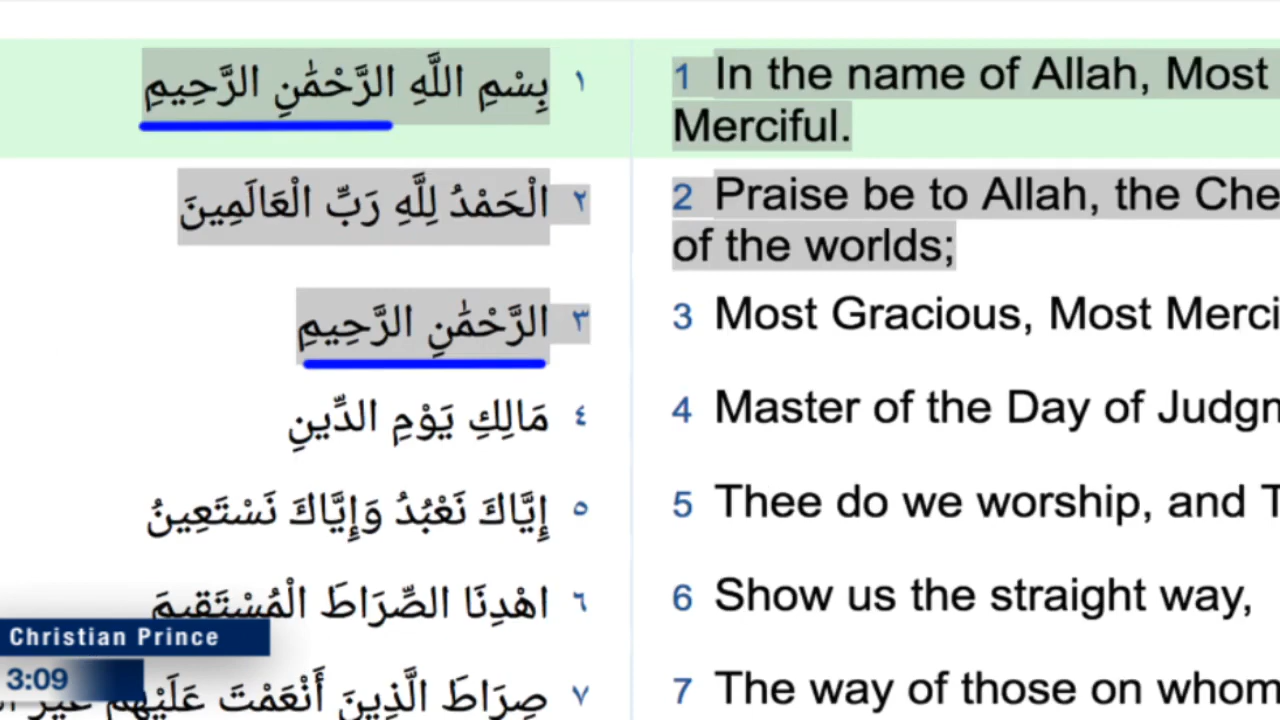 بِسْمِ اللَّهِ الرَّحْمَٰنِ الرَّحِيمِ ١
1 In the name of Allah, Most
Merciful.
الْحَمْدُ لِلَّهِ رَبِّ الْعَالَمِينَ ٢
2 Praise be to Allah, the Che
of the worlds;
الرَّحْمَٰنِ الرَّحِيمِ ٣
3 Most Gracious, Most Merci
مَالِكِ يَوْمِ الدِّينِ ٤
4 Master of the Day of Judgm
إِيَّاكَ نَعْبُدُ وَإِيَّاكَ نَسْتَعِينُ ٥
5 Thee do we worship, and T
اهْدِنَا الصِّرَاطَ الْمُسْتَقِيمَ ٦
6 Show us the straight way,
صِرَاطَ الَّذِينَ أَنْعَمْتَ عَلَيْهِمْ غَيْرِ ٧
7 The way of those on whom
Christian Prince
3:09